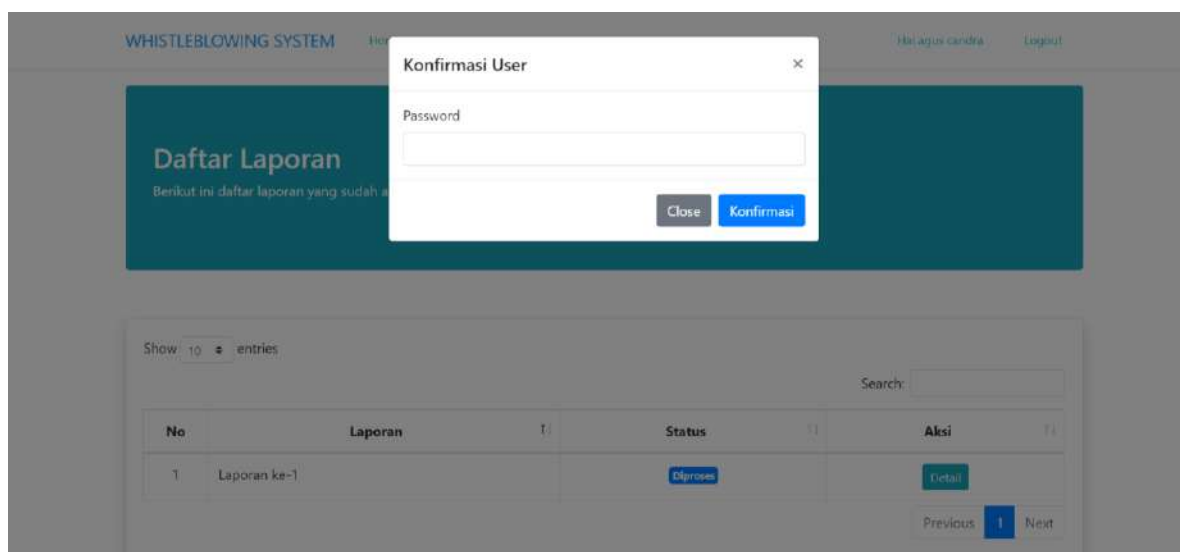 WHISTLEBLOWING SYSTEM
Hai agus candra
Logout
Konfirmasi User
×
Password
Close
Konfirmasi
Daftar Laporan
Berikut ini daftar laporan yang sudah
Show 10 entries
Search:
No Laporan Status Aksi
1 Laporan ke-1 Diproses Detail
Previous 1 Next